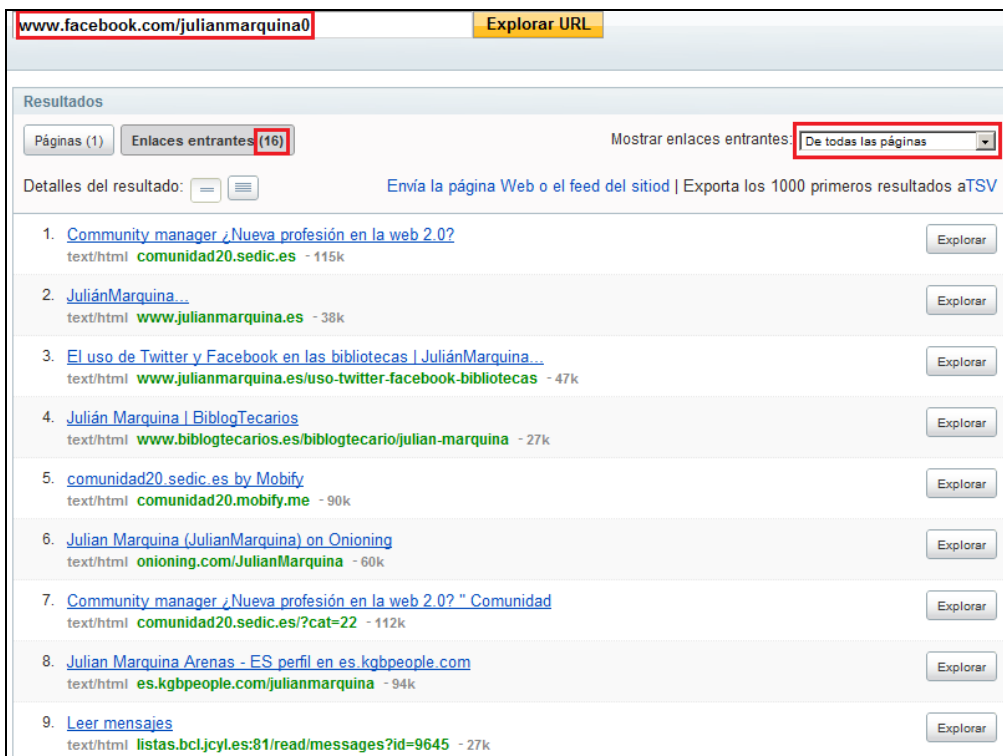 www.facebook.com/julianmarquina0 Explorar URL
Resultados
Páginas (1) Enlaces entrantes (16) Mostrar enlaces entrantes: De todas las páginas
Detalles del resultado: Envía la página Web o el feed del sitiod | Exporta los 1000 primeros resultados aTSV
1. Community manager ¿Nueva profesión en la web 2.0? Explorar
text/html comunidad20.sedic.es - 115k
2. JuliánMarquina... Explorar
text/html www.julianmarquina.es - 38k
3. El uso de Twitter y Facebook en las bibliotecas | JuliánMarquina... Explorar
text/html www.julianmarquina.es/uso-twitter-facebook-bibliotecas - 47k
4. Julián Marquina | BiblogTecarios Explorar
text/html www.biblogtecarios.es/biblogtecario/julian-marquina - 27k
5. comunidad20.sedic.es by Mobify Explorar
text/html comunidad20.mobify.me - 90k
6. Julian Marquina (JulianMarquina) on Onioning Explorar
text/html onioning.com/JulianMarquina - 60k
7. Community manager ¿Nueva profesión en la web 2.0? " Comunidad Explorar
text/html comunidad20.sedic.es/?cat=22 - 112k
8. Julian Marquina Arenas - ES perfil en es.kgbpeople.com Explorar
text/html es.kgbpeople.com/julianmarquina - 94k
9. Leer mensajes Explorar
text/html listas.bcl.jcyl.es:81/read/messages?id=9645 - 27k